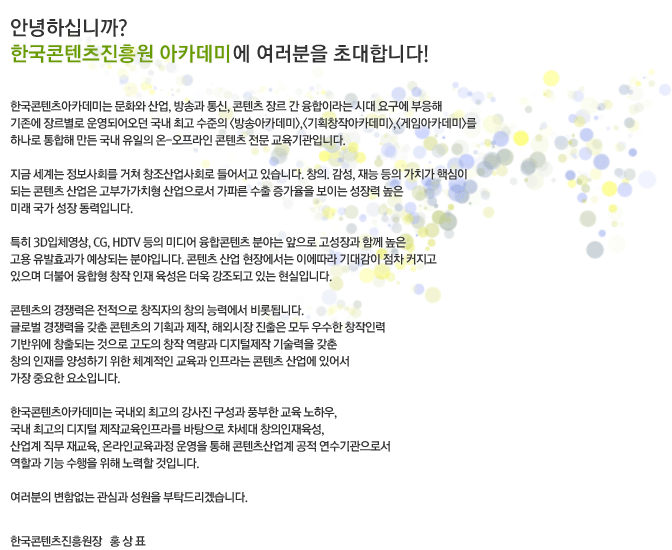 안녕하십니까?
한국콘텐츠진흥원 아카데미에 여러분을 초대합니다!
한국콘텐츠아카데미는 문화와 산업, 방송과 통신, 콘텐츠 장르 간 융합이라는 시대 요구에 부응해
기존에 장르별로 운영되어오던 국내 최고 수준의 <방송아카데미>,<기획창작아카데미>,<게임아카데미>를
하나로 통합해 만든 국내 유일의 온-오프라인 콘텐츠 전문 교육기관입니다.
지금 세계는 정보사회를 거쳐 창조산업사회로 들어서고 있습니다. 창의, 감성, 재능 등의 가치가 핵심이
되는 콘텐츠 산업은 고부가가치형 산업으로서 가파른 수출 증가율을 보이는 성장력 높은
미래 국가 성장 동력입니다.
특히 3D입체영상, CG, HDTV 등의 미디어 융합콘텐츠 분야는 앞으로 고성장과 함께 높은
고용 유발효과가 예상되는 분야입니다. 콘텐츠 산업 현장에서는 이에따라 기대감이 점차 커지고
있으며 더불어 융합형 창작 인재 육성은 더욱 강조되고 있는 현실입니다.
콘텐츠의 경쟁력은 전적으로 창직자의 창의 능력에서 비롯됩니다.
글로벌 경쟁력을 갖춘 콘텐츠의 기획과 제작, 해외시장 진출은 모두 우수한 창작인력
기반위에 창출되는 것으로 고도의 창작 역량과 디지털제작 기술력을 갖춘
창의 인재를 양성하기 위한 체계적인 교육과 인프라는 콘텐츠 산업에 있어서
가장 중요한 요소입니다.
한국콘텐츠아카데미는 국내외 최고의 강사진 구성과 풍부한 교육 노하우,
국내 최고의 디지털 제작교육인프라를 바탕으로 차세대 창의인재육성,
산업계 직무 재교육, 온라인교육과정 운영을 통해 콘텐츠산업계 공적 연수기관으로서
역할과 기능 수행을 위해 노력할 것입니다.
여러분의 변함없는 관심과 성원을 부탁드리겠습니다.
한국콘텐츠진흥원장 홍 상 표